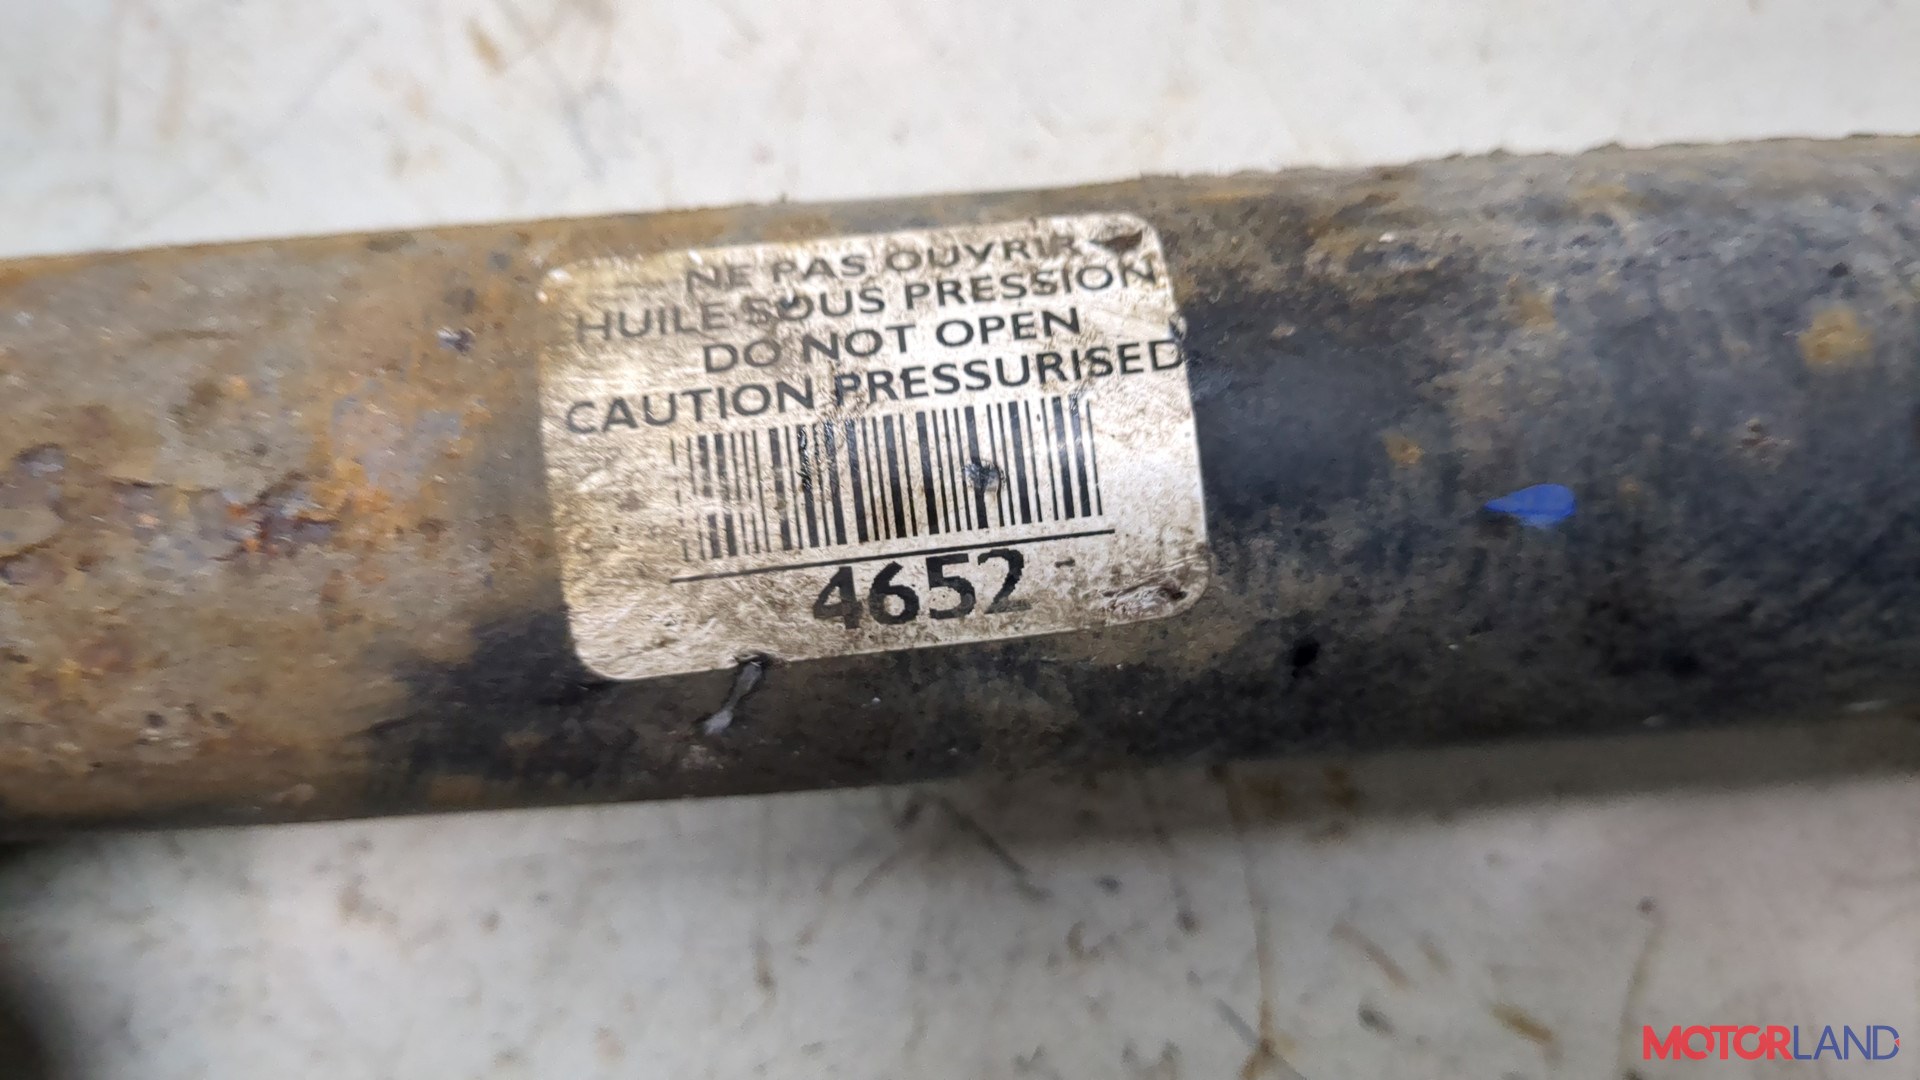 NE PAS OUVRIR
HUILE SOUS PRESSION
DO NOT OPEN
CAUTION PRESSURISED
4652
MOTORLAND